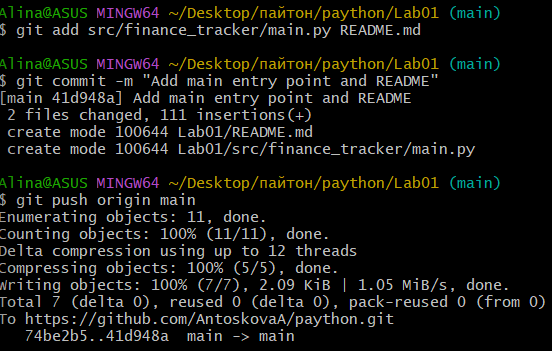 Alina@ASUS MINGW64 ~/Desktop/пайтон/paython/Lab01 (main)
$ git add src/finance_tracker/main.py README.md
Alina@ASUS MINGW64 ~/Desktop/пайтон/paython/Lab01 (main)
$ git commit -m "Add main entry point and README"
[main 41d948a] Add main entry point and README
 2 files changed, 111 insertions(+)
 create mode 100644 Lab01/README.md
 create mode 100644 Lab01/src/finance_tracker/main.py
Alina@ASUS MINGW64 ~/Desktop/пайтон/paython/Lab01 (main)
$ git push origin main
Enumerating objects: 11, done.
Counting objects: 100% (11/11), done.
Delta compression using up to 12 threads
Compressing objects: 100% (5/5), done.
Writing objects: 100% (7/7), 2.09 KiB | 1.05 MiB/s, done.
Total 7 (delta 0), reused 0 (delta 0), pack-reused 0 (from 0)
To https://github.com/AntoskovaA/paython.git
   74be2b5..41d948a  main -> main